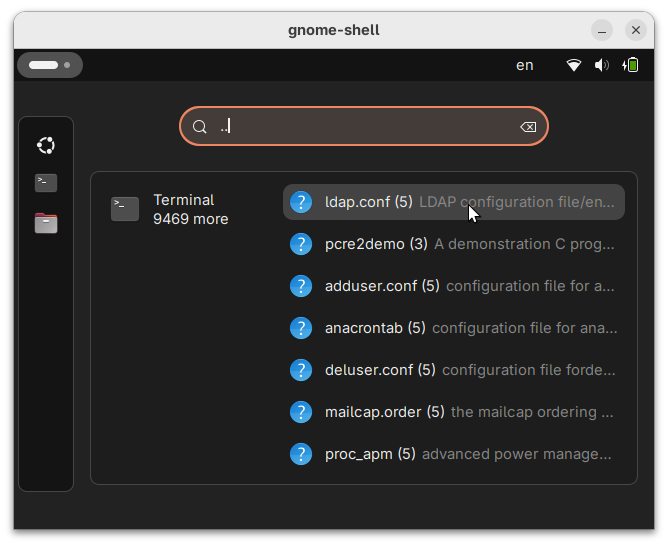 gnome-shell
en
..
Terminal
9469 more
ldap.conf (5) LDAP configuration file/en...
pcre2demo (3) A demonstration C prog...
adduser.conf (5) configuration file for a...
anacrontab (5) configuration file for ana...
deluser.conf (5) configuration file forde...
mailcap.order (5) the mailcap ordering ...
proc_apm (5) advanced power manage...